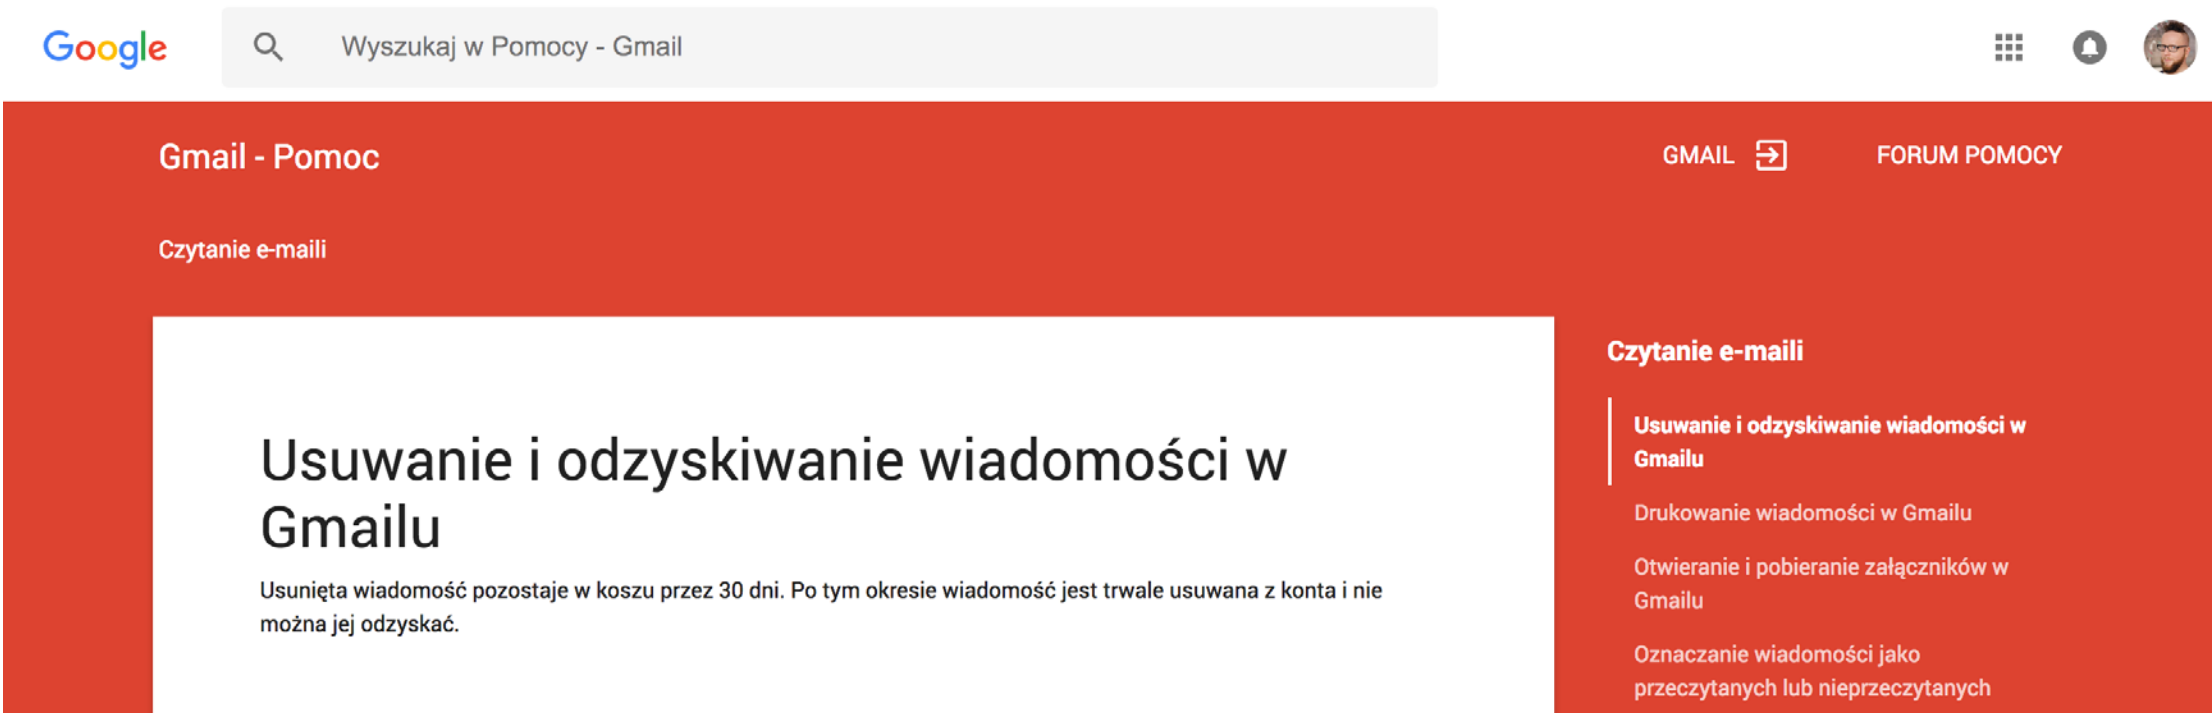 Google
Wyszukaj w Pomocy - Gmail
Gmail - Pomoc
GMAIL
FORUM POMOCY
Czytanie e-maili
Usuwanie i odzyskiwanie wiadomości w
Gmailu
Usunięta wiadomość pozostaje w koszu przez 30 dni. Po tym okresie wiadomość jest trwale usuwana z konta i nie
można jej odzyskać.
Czytanie e-maili
Usuwanie i odzyskiwanie wiadomości w
Gmailu
Drukowanie wiadomości w Gmailu
Otwieranie i pobieranie załączników w
Gmailu
Oznaczanie wiadomości jako
przeczytanych lub nieprzeczytanych